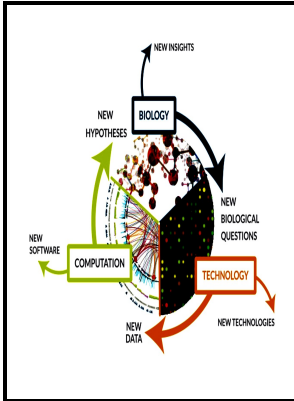 NEW INSIGHTS
NEW
HYPOTHESES
BIOLOGY
NEW
BIOLOGICAL
QUESTIONS
NEW
SOFTWARE
COMPUTATION
TECHNOLOGY
NEW
DATA
NEW TECHNOLOGIES